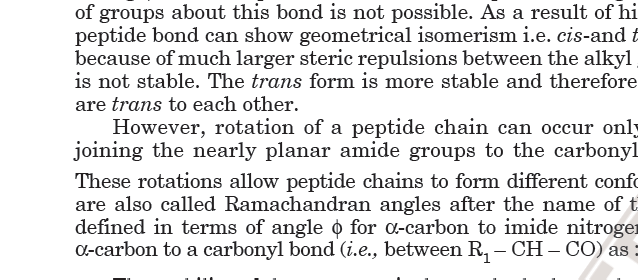 of groups about this bond is not possible. As a result of hi
peptide bond can show geometrical isomerism i.e. cis-and t
because of much larger steric repulsions between the alkyl
is not stable. The trans form is more stable and therefore
are trans to each other.
However, rotation of a peptide chain can occur only
joining the nearly planar amide groups to the carbonyl
These rotations allow peptide chains to form different confo
are also called Ramachandran angles after the name of t
defined in terms of angle ϕ for α-carbon to imide nitroge
α-carbon to a carbonyl bond (i.e., between R₁ – CH – CO) as :